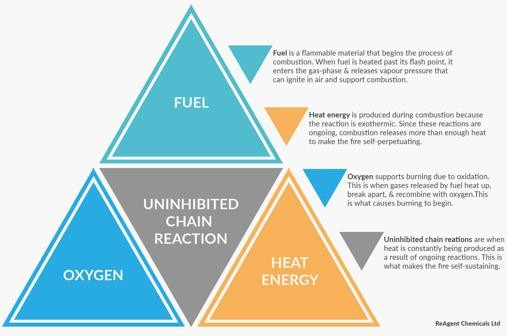 FUEL
Fuel is a flammable material that begins the process of
combustion. When fuel is heated past its flash point, it
enters the gas-phase & releases vapour pressure that
can ignite in air and support combustion.
Heat energy is produced during combustion because
the reaction is exothermic. Since these reactions are
ongoing, combustion releases more than enough heat
to make the fire self-perpetuating.
Oxygen supports burning due to oxidation.
This is when gases released by fuel heat up,
break apart, & recombine with oxygen.This
is what causes burning to begin.
UNINHIBITED
CHAIN
REACTION
Uninhibited chain reations are when
heat is constantly being produced as
a result of ongoing reactions. This is
what makes the fire self-sustaining.
OXYGEN
HEAT
ENERGY
ReAgent Chemicals Ltd